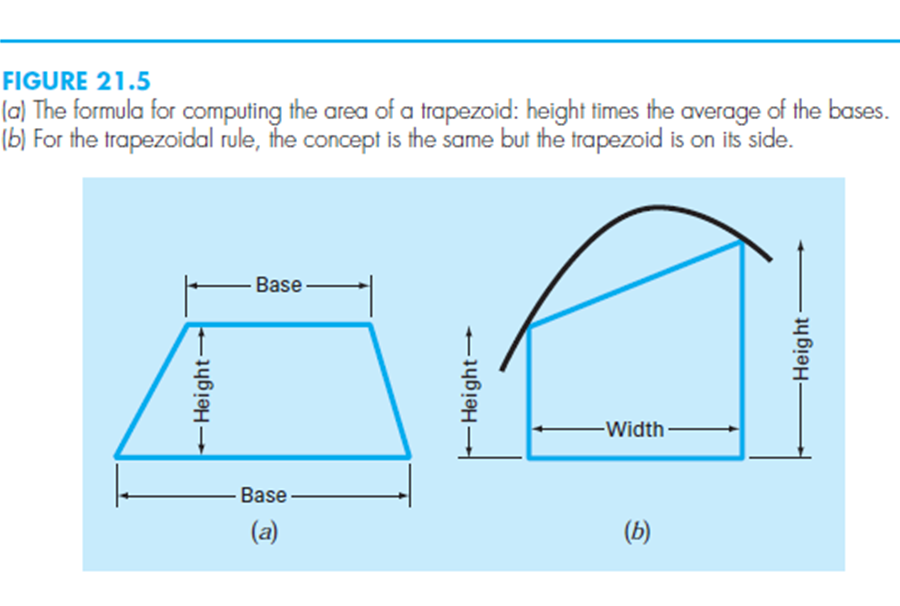 FIGURE 21.5
(a) The formula for computing the area of a trapezoid: height times the average of the bases.
(b) For the trapezoidal rule, the concept is the same but the trapezoid is on its side.
Base
Height
Base
(a)
Height
Width
Height
(b)